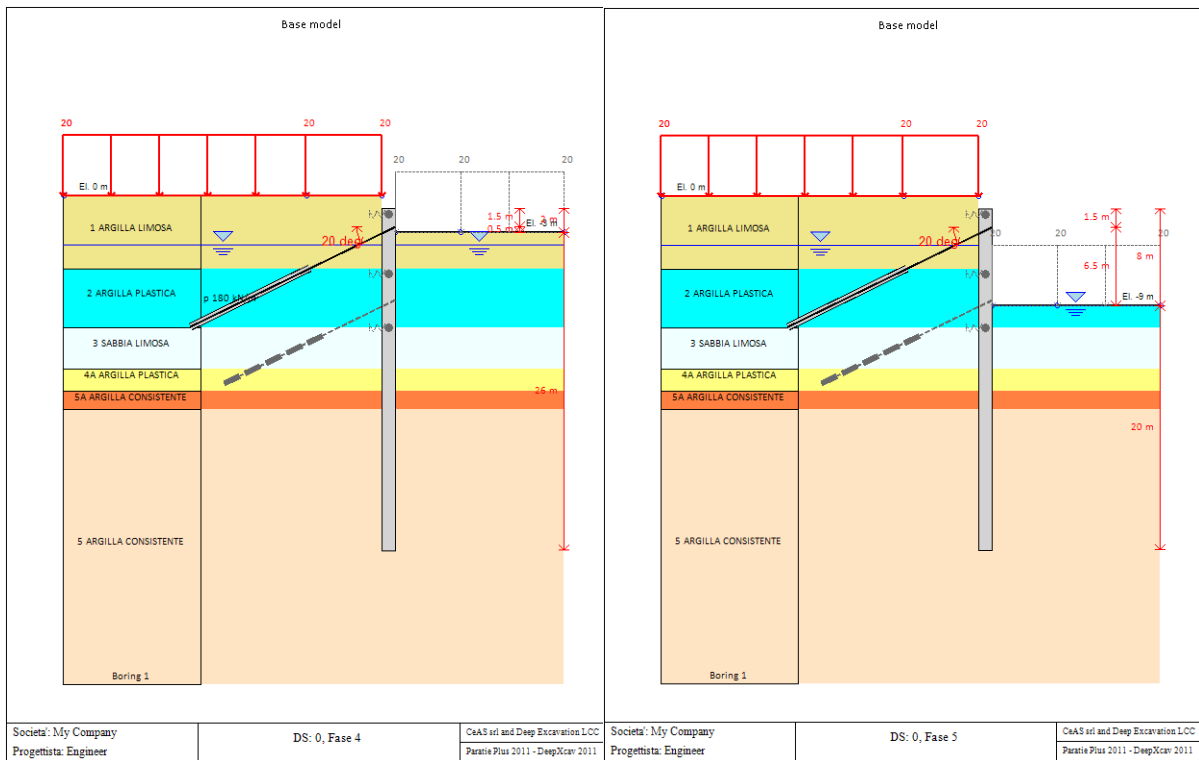 Base model
20
20
20
20
20
20
El. 0 m
1.5 m
0.5 m
El. -3 m
1 ARGILLA LIMOSA
20 deg
2 ARGILLA PLASTICA
3 SABBIA LIMOSA
4A ARGILLA PLASTICA
5A ARGILLA CONSISTENTE
26 m
5 ARGILLA CONSISTENTE
Boring 1
Societa': My Company
Progettista: Engineer
DS: 0, Fase 4
CeAS srl and Deep Excavation LCC
Paratie Plus 2011 - DeepXcav 2011
Base model
20
20
20
El. 0 m
1.5 m
1 ARGILLA LIMOSA
20 deg
20
20
20
8 m
6.5 m
2 ARGILLA PLASTICA
El. -9 m
3 SABBIA LIMOSA
4A ARGILLA PLASTICA
5A ARGILLA CONSISTENTE
20 m
5 ARGILLA CONSISTENTE
Boring 1
Societa': My Company
Progettista: Engineer
DS: 0, Fase 5
CeAS srl and Deep Excavation LCC
Paratie Plus 2011 - DeepXcav 2011